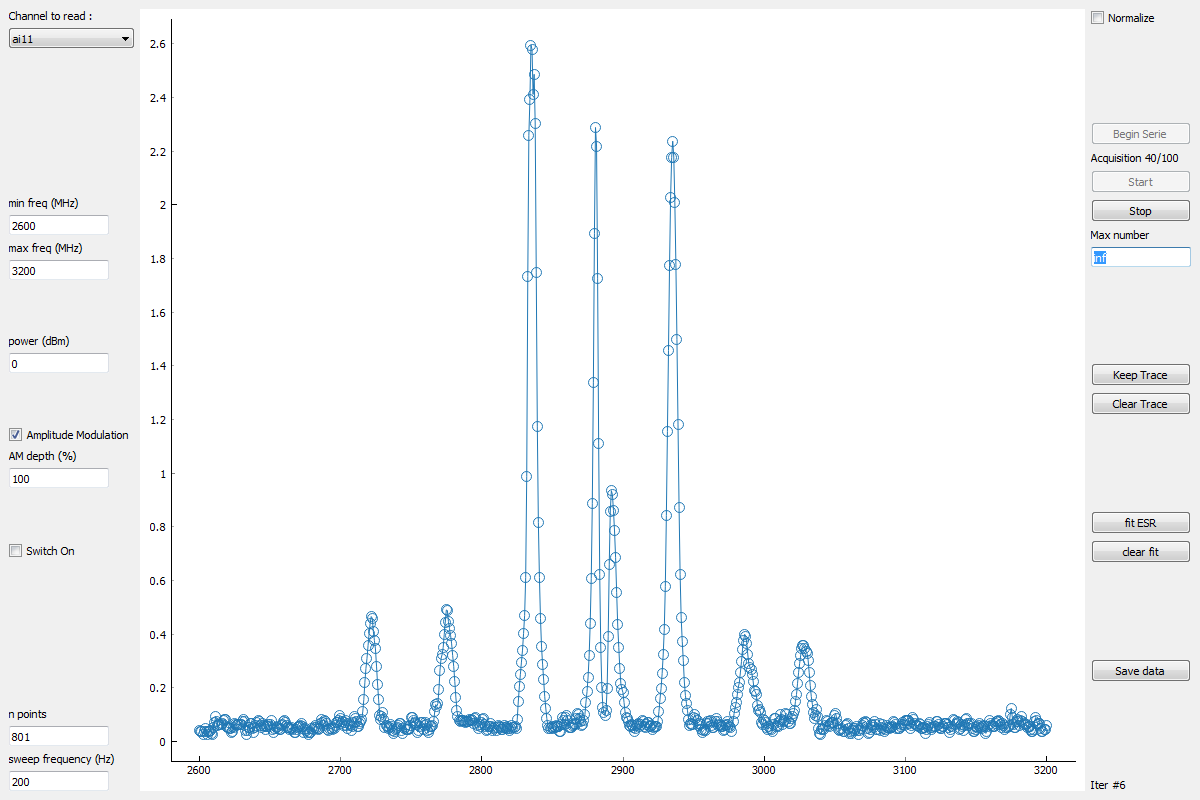 Channel to read :
ai11
min freq (MHz)
2600
max freq (MHz)
3200
power (dBm)
0
Amplitude Modulation
AM depth (%)
100
Switch On
n points
801
sweep frequency (Hz)
200
2.6
2.4
2.2
2
1.8
1.6
1.4
1.2
1
0.8
0.6
0.4
0.2
0
2600
2700
2800
2900
3000
3100
3200
Normalize
Begin Serie
Acquisition 40/100
Start
Stop
Max number
inf
Keep Trace
Clear Trace
fit ESR
clear fit
Save data
Iter #6